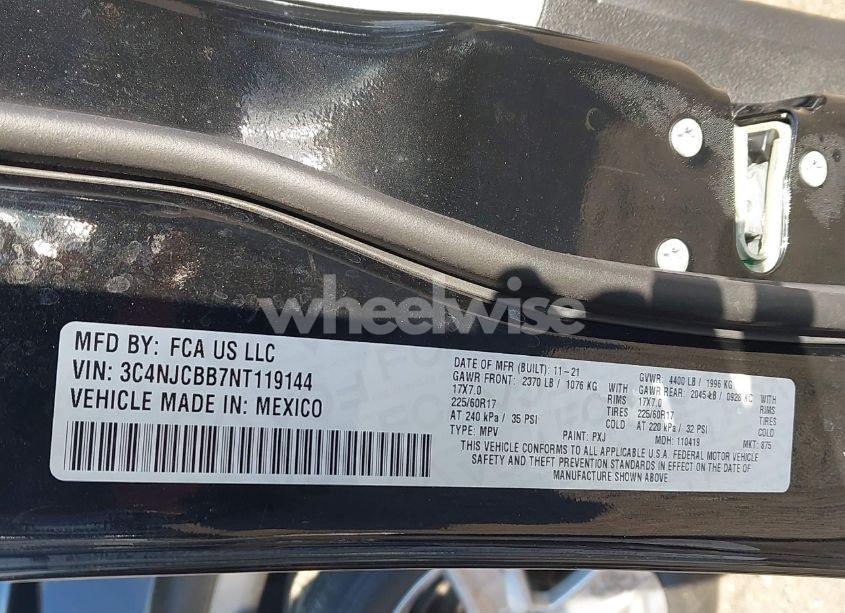 wheelwise
MFD BY: FCA US LLC
VIN: 3C4NJCBB7NT119144
VEHICLE MADE IN: MEXICO
DATE OF MFR (BUILT): 11-21
GAWR FRONT: 2370 LB / 1076 KG
17X7.0
225/60R17
AT 240 kPa / 35 PSI
TYPE: MPV
WITH
RIMS
TIRES
COLD
PAINT: PXJ
GVWR: 4400 LB / 1996 KG
GAWR REAR: 2045 LB / 0928 KG
17X7.0
225/60R17
AT 220 kPa / 32 PSI
MDH: 110419
WITH
RIMS
TIRES
COLD
MKT: 875
THIS VEHICLE CONFORMS TO ALL APPLICABLE U.S.A. FEDERAL MOTOR VEHICLE
SAFETY AND THEFT PREVENTION STANDARDS IN EFFECT ON THE DATE OF
MANUFACTURE SHOWN ABOVE.